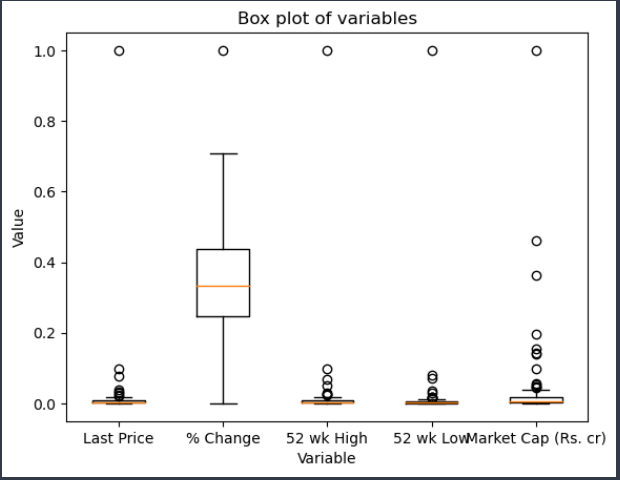 Box plot of variables
1.0
0.8
0.6
0.4
0.2
0.0
Value
Last Price % Change 52 wk High 52 wk Low Market Cap (Rs. cr)
Variable